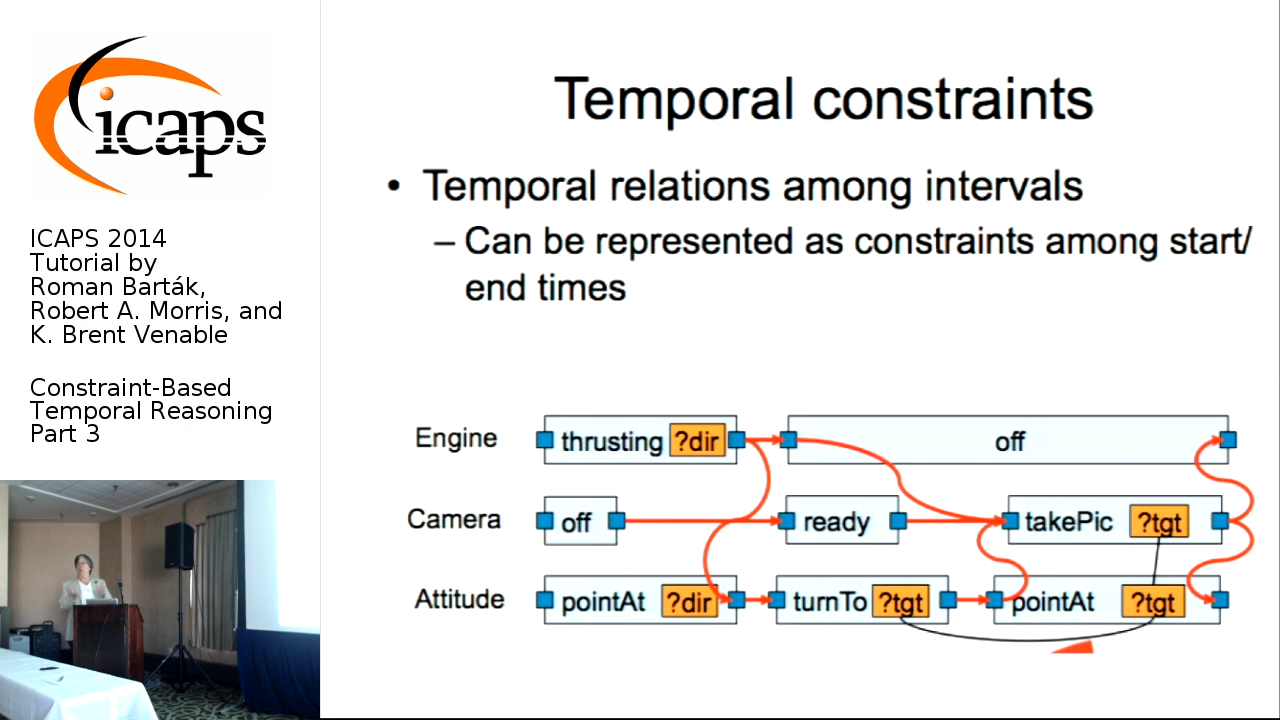 icaps
ICAPS 2014
Tutorial by
Roman Barták,
Robert A. Morris, and
K. Brent Venable
Constraint-Based
Temporal Reasoning
Part 3
Temporal constraints
• Temporal relations among intervals
– Can be represented as constraints among start/
end times
Engine thrusting ?dir off
Camera off ready takePic ?tgt
Attitude pointAt ?dir turnTo ?tgt pointAt ?tgt